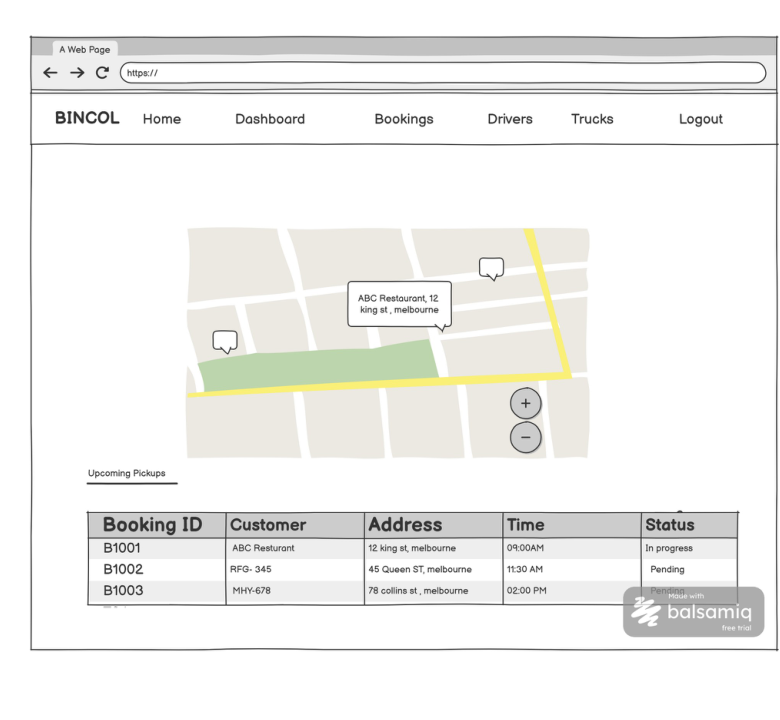 A Web Page
https://
BINCOL Home Dashboard Bookings Drivers Trucks Logout
ABC Restaurant, 12
king st , melbourne
+
−
Upcoming Pickups
Booking ID Customer Address Time Status
B1001 ABC Resturant 12 king st, melbourne 09:00AM In progress
B1002 RFG- 345 45 Queen ST, melbourne 11:30 AM Pending
B1003 MHY-678 78 collins st , melbourne 02:00 PM Pending
Made with
balsamiq
free trial